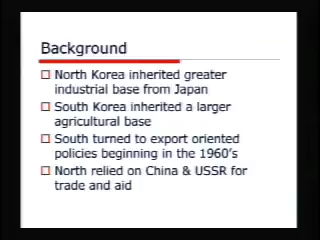 Background
North Korea inherited greater
industrial base from Japan
South Korea inherited a larger
agricultural base
South turned to export oriented
policies beginning in the 1960's
North relied on China & USSR for
trade and aid